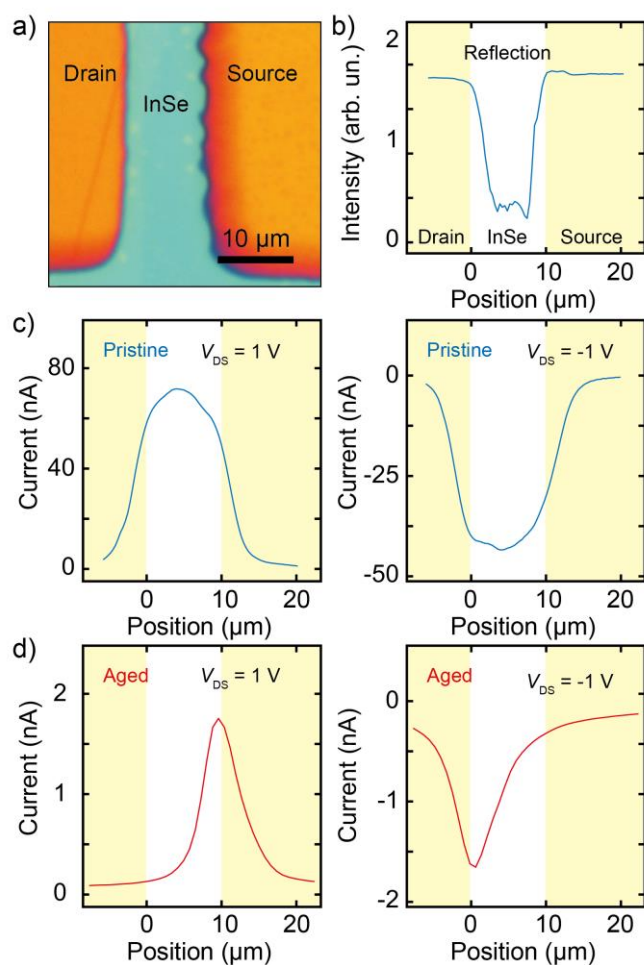 a)
Drain
InSe
Source
10 µm
b)
2
1
0
Intensity (arb. un.)
Reflection
Drain
InSe
Source
0
10
20
Position (µm)
c)
80
40
0
Current (nA)
Pristine
V_DS = 1 V
0
10
20
Position (µm)
0
-25
-50
Current (nA)
Pristine
V_DS = -1 V
0
10
20
Position (µm)
d)
2
1
0
Current (nA)
Aged
V_DS = 1 V
0
10
20
Position (µm)
0
-1
-2
Current (nA)
Aged
V_DS = -1 V
0
10
20
Position (µm)